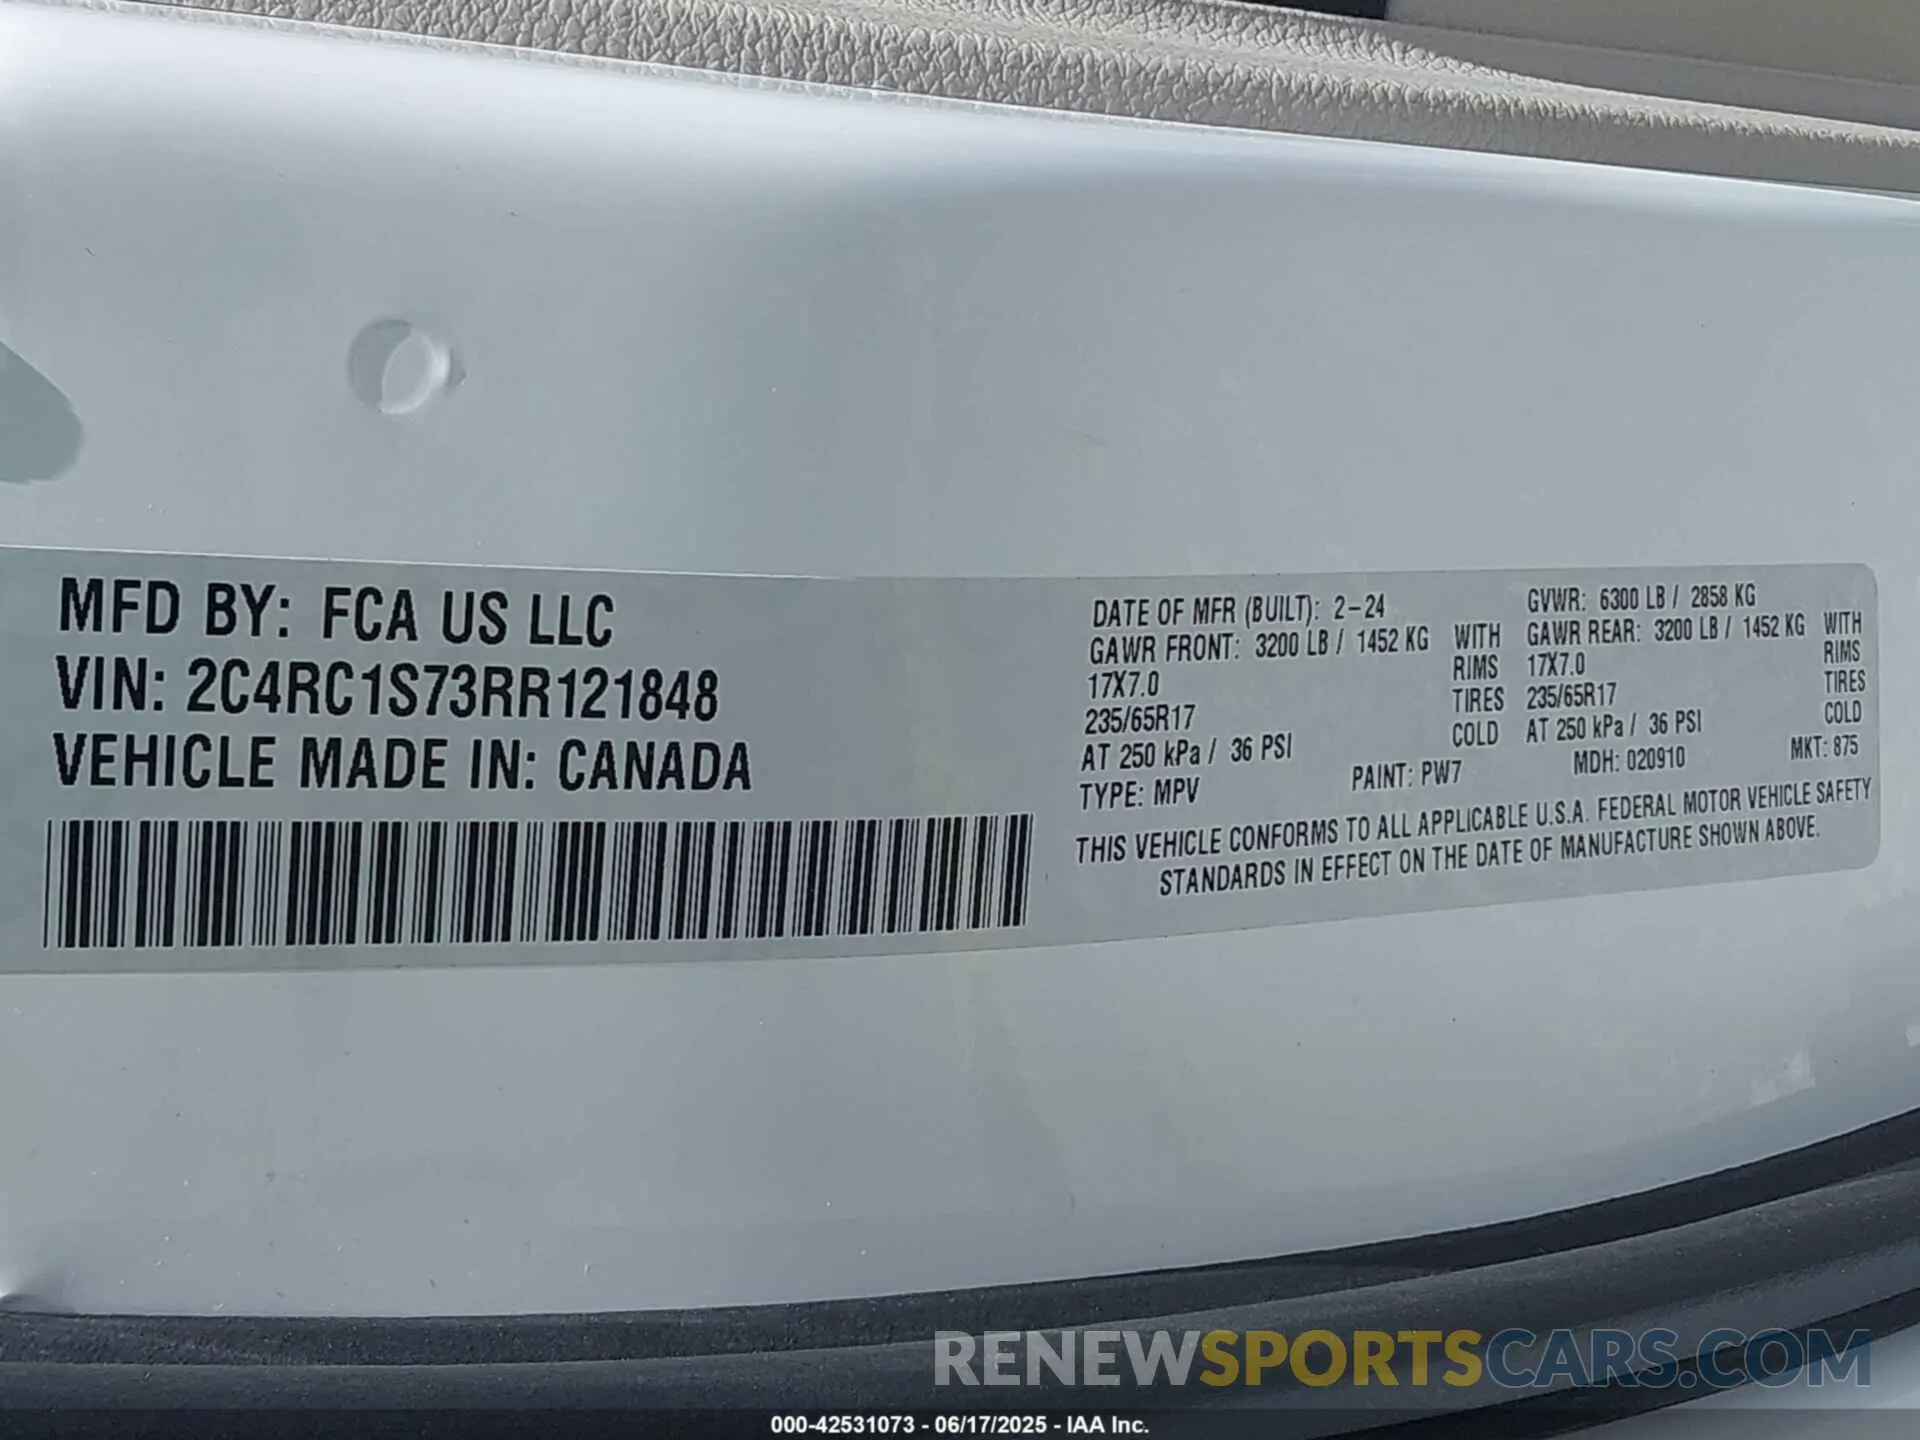 MFD BY: FCA US LLC
VIN: 2C4RC1S73RR121848
VEHICLE MADE IN: CANADA
DATE OF MFR (BUILT): 2-24 GVWR: 6300 LB / 2858 KG
GAWR FRONT: 3200 LB / 1452 KG WITH GAWR REAR: 3200 LB / 1452 KG WITH
17X7.0 RIMS 17X7.0 RIMS
235/65R17 TIRES 235/65R17 TIRES
AT 250 kPa / 36 PSI COLD AT 250 kPa / 36 PSI COLD
TYPE: MPV PAINT: PW7 MDH: 020910 MKT: 875
THIS VEHICLE CONFORMS TO ALL APPLICABLE U.S.A. FEDERAL MOTOR VEHICLE SAFETY
STANDARDS IN EFFECT ON THE DATE OF MANUFACTURE SHOWN ABOVE.
RENEWSPORTSCARS.COM
000-42531073 - 06/17/2025 - IAA Inc.